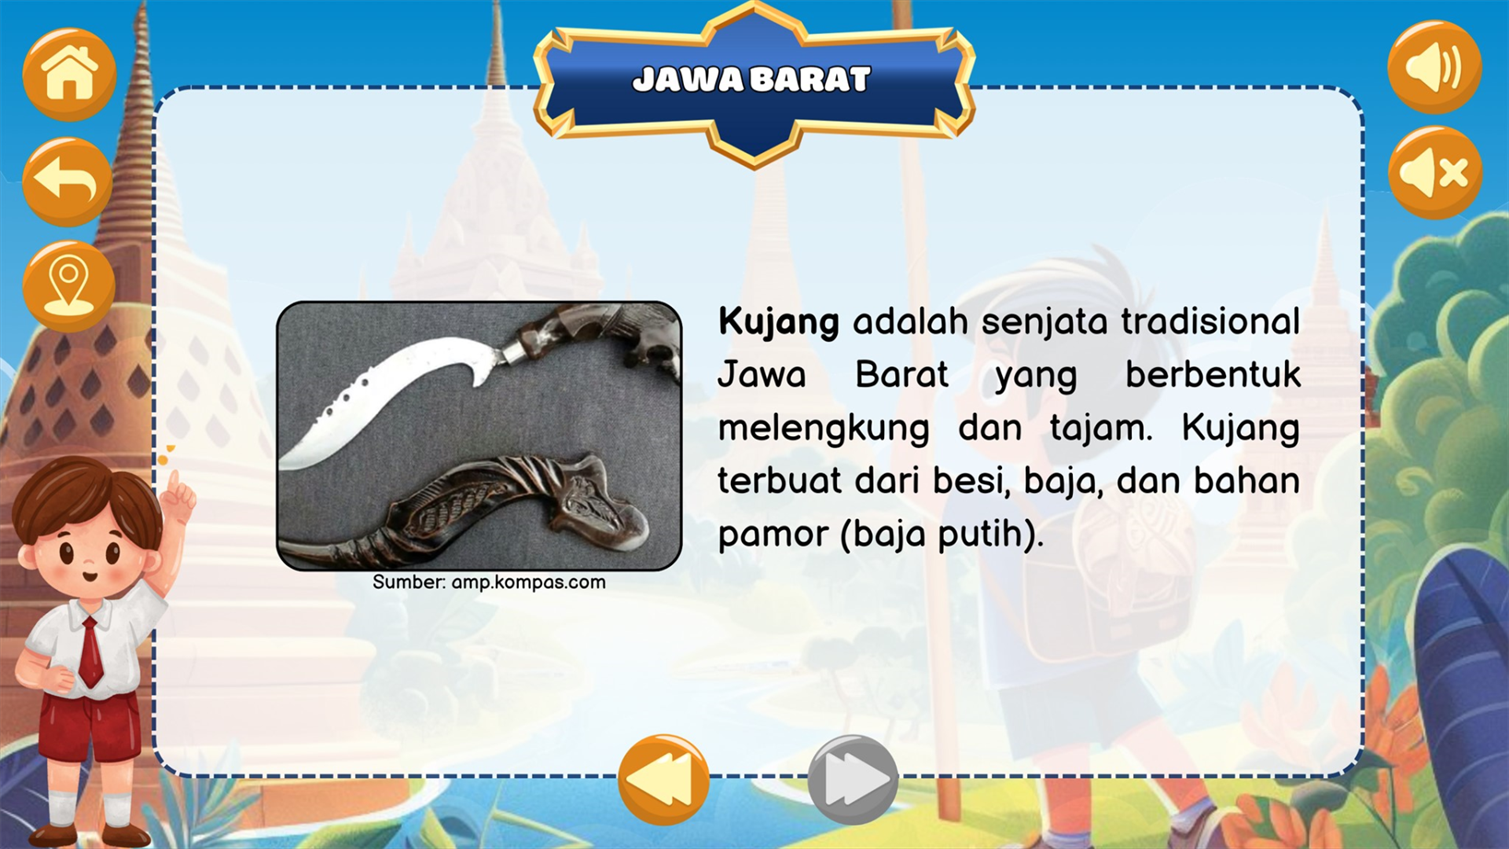 JAWA BARAT
Kujang adalah senjata tradisional
Jawa Barat yang berbentuk
melengkung dan tajam. Kujang
terbuat dari besi, baja, dan bahan
pamor (baja putih).
Sumber: amp.kompas.com